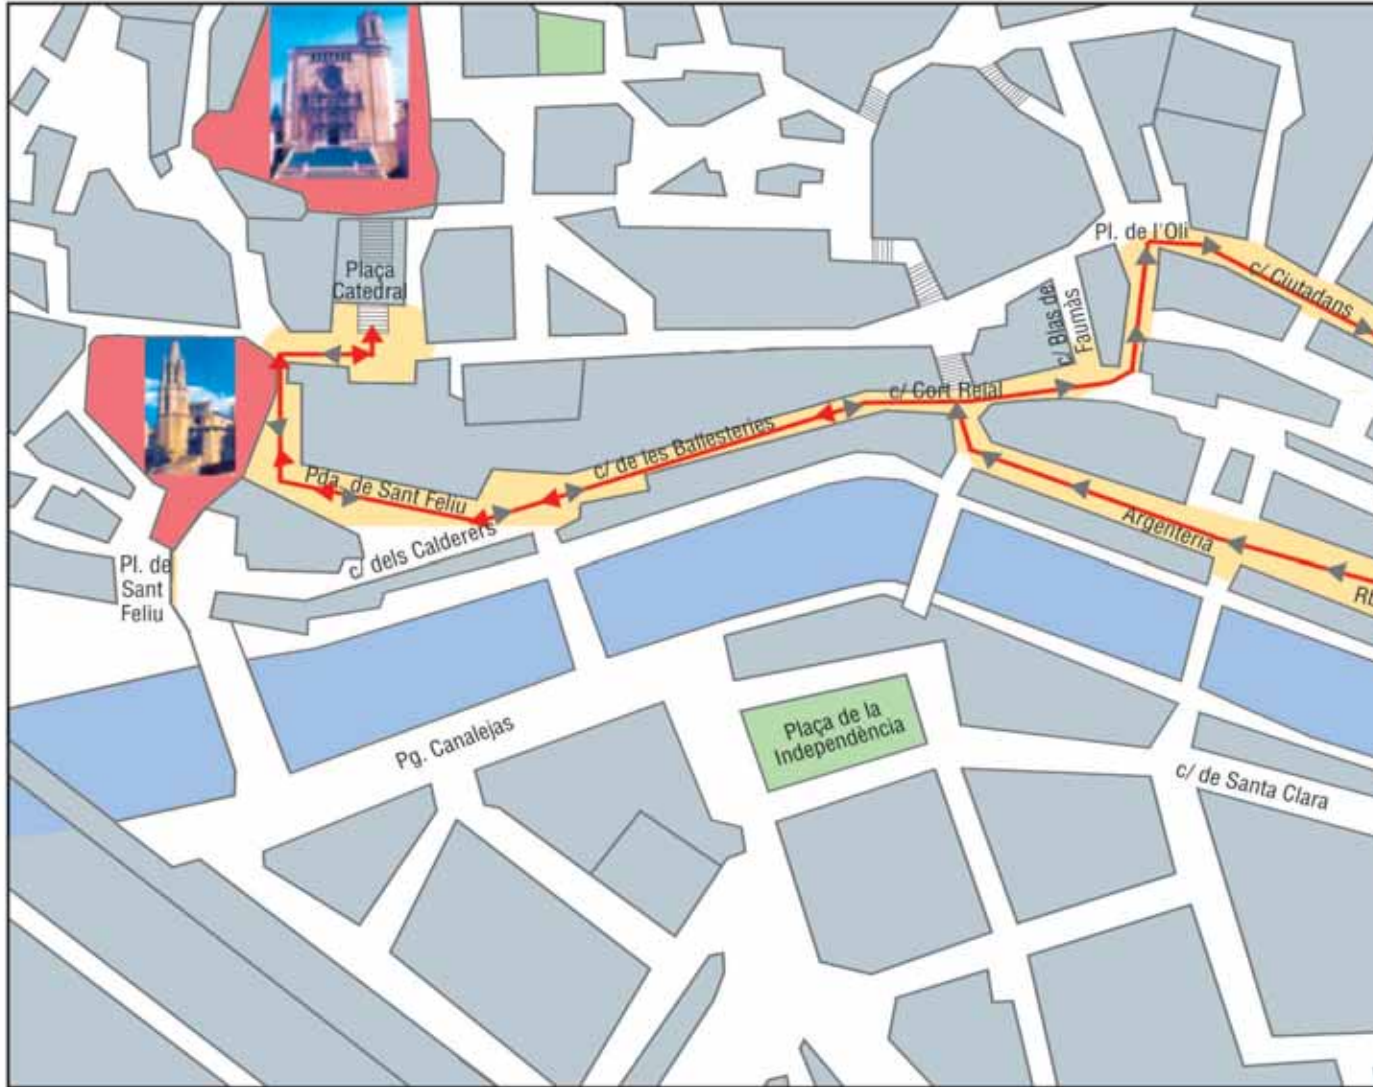 Plaça
Catedral
Pl. de l'Oli
c/ Ciutadans
c/ Blas de
Faumàs
c/ Cort Reial
c/ de les Ballesteries
Pda. de Sant Feliu
c/ dels Calderers
Argenteria
Pl. de
Sant
Feliu
Plaça de la
Independència
Pg. Canalejas
c/ de Santa Clara